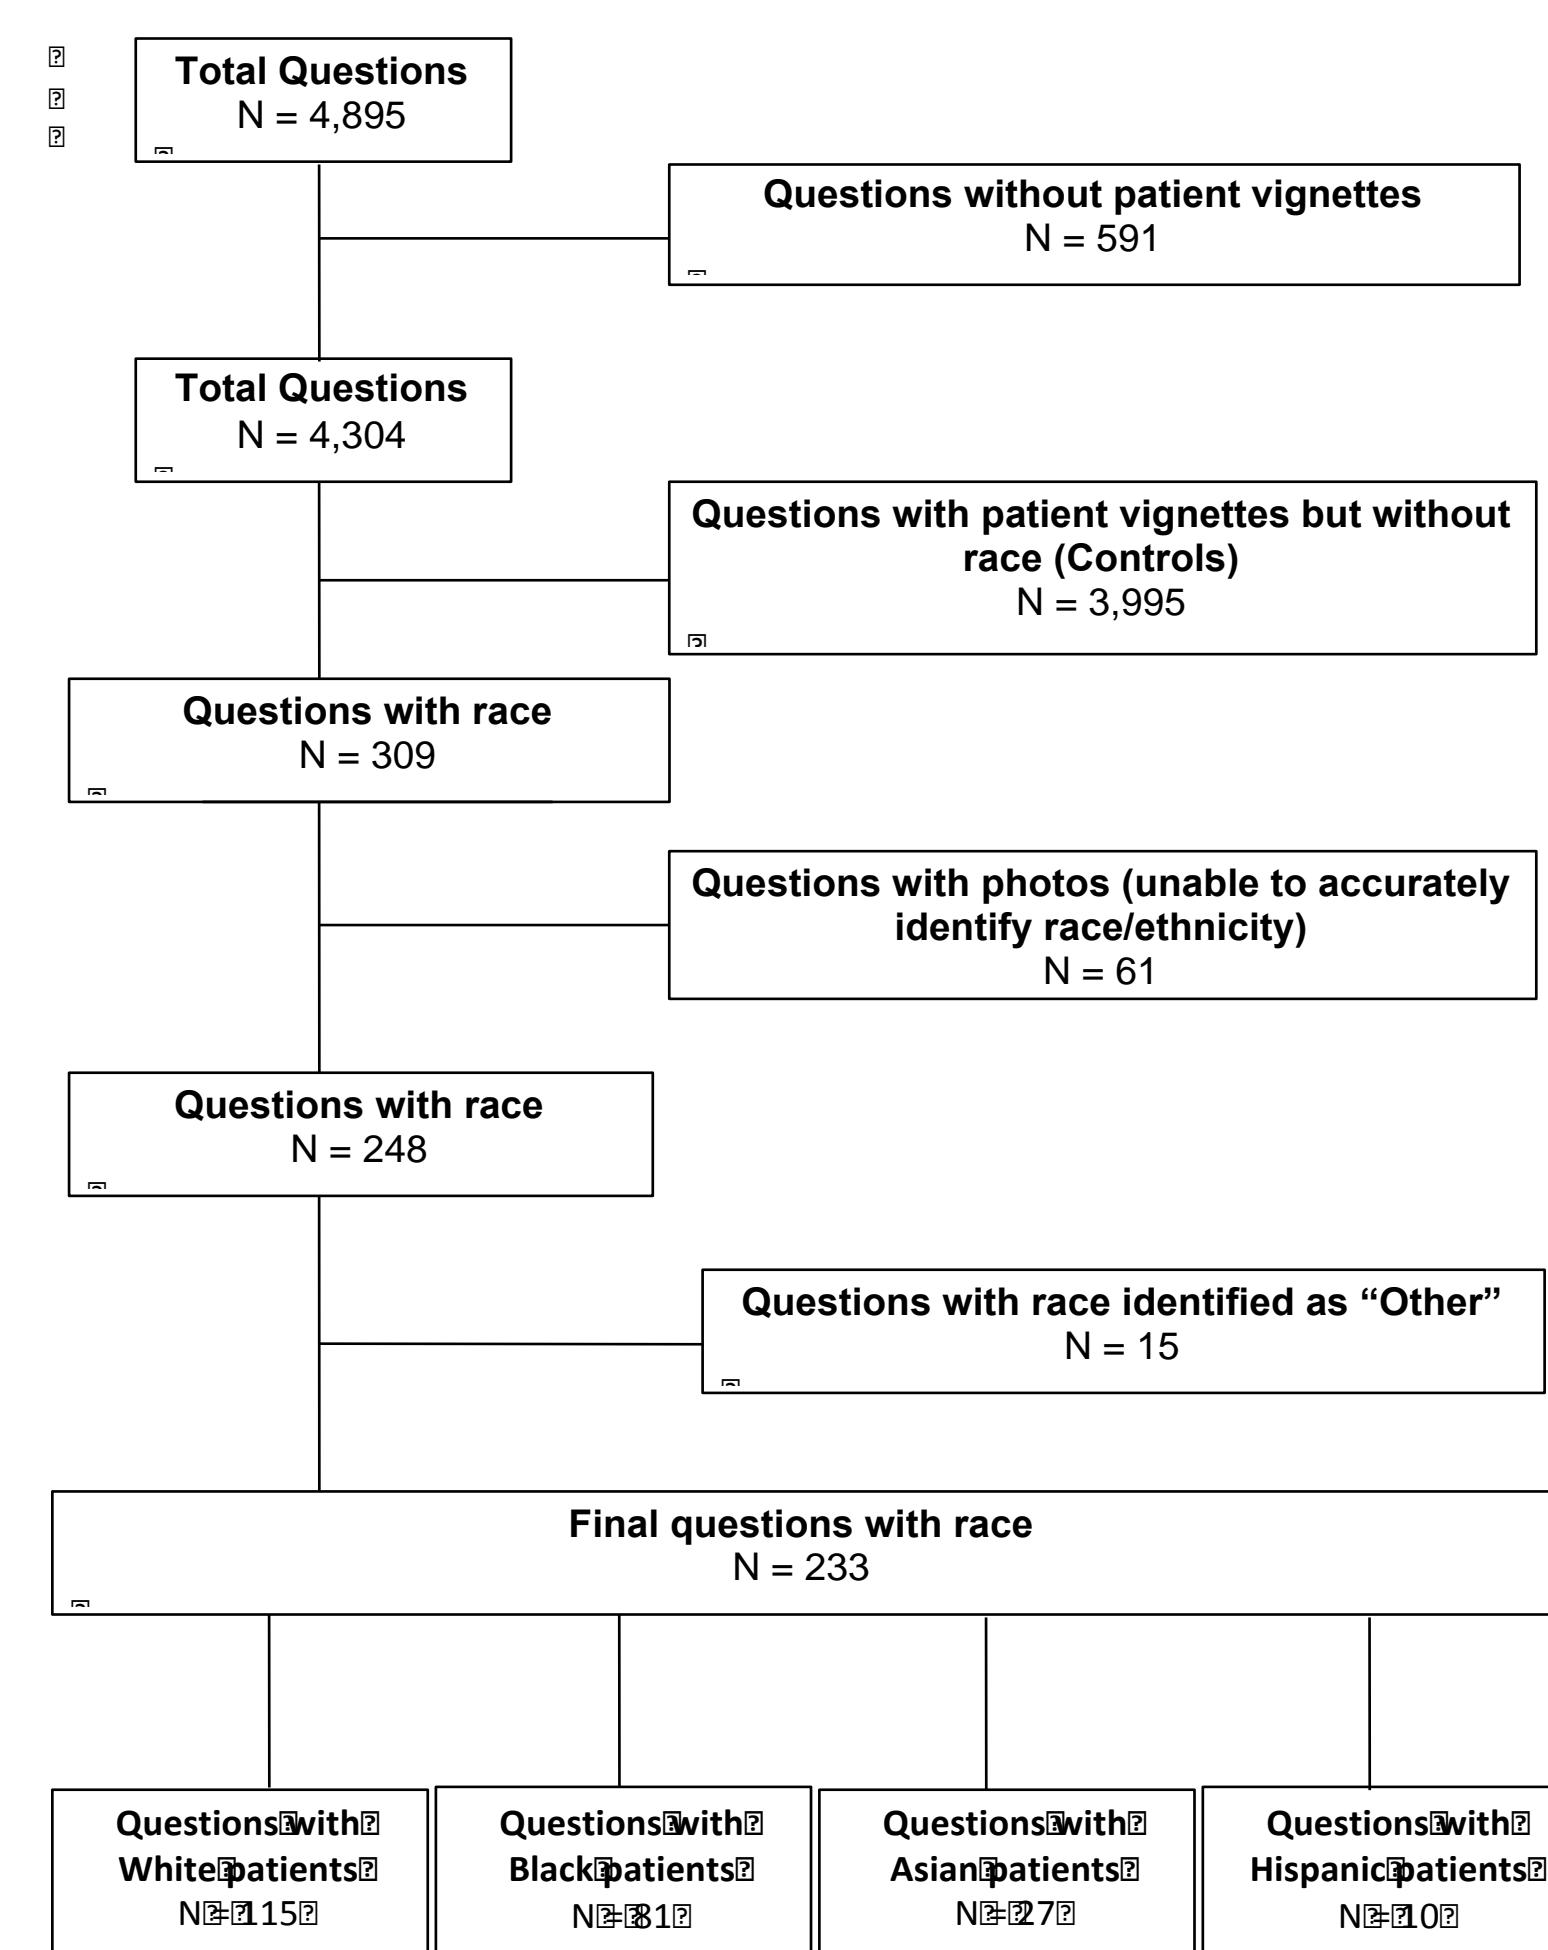 Total Questions
N = 4,895
Questions without patient vignettes
N = 591
Total Questions
N = 4,304
Questions with patient vignettes but without
race (Controls)
N = 3,995
Questions with race
N = 309
Questions with photos (unable to accurately
identify race/ethnicity)
N = 61
Questions with race
N = 248
Questions with race identified as “Other”
N = 15
Final questions with race
N = 233
Questions with
White patients
N = 115
Questions with
Black patients
N = 81
Questions with
Asian patients
N = 27
Questions with
Hispanic patients
N = 10